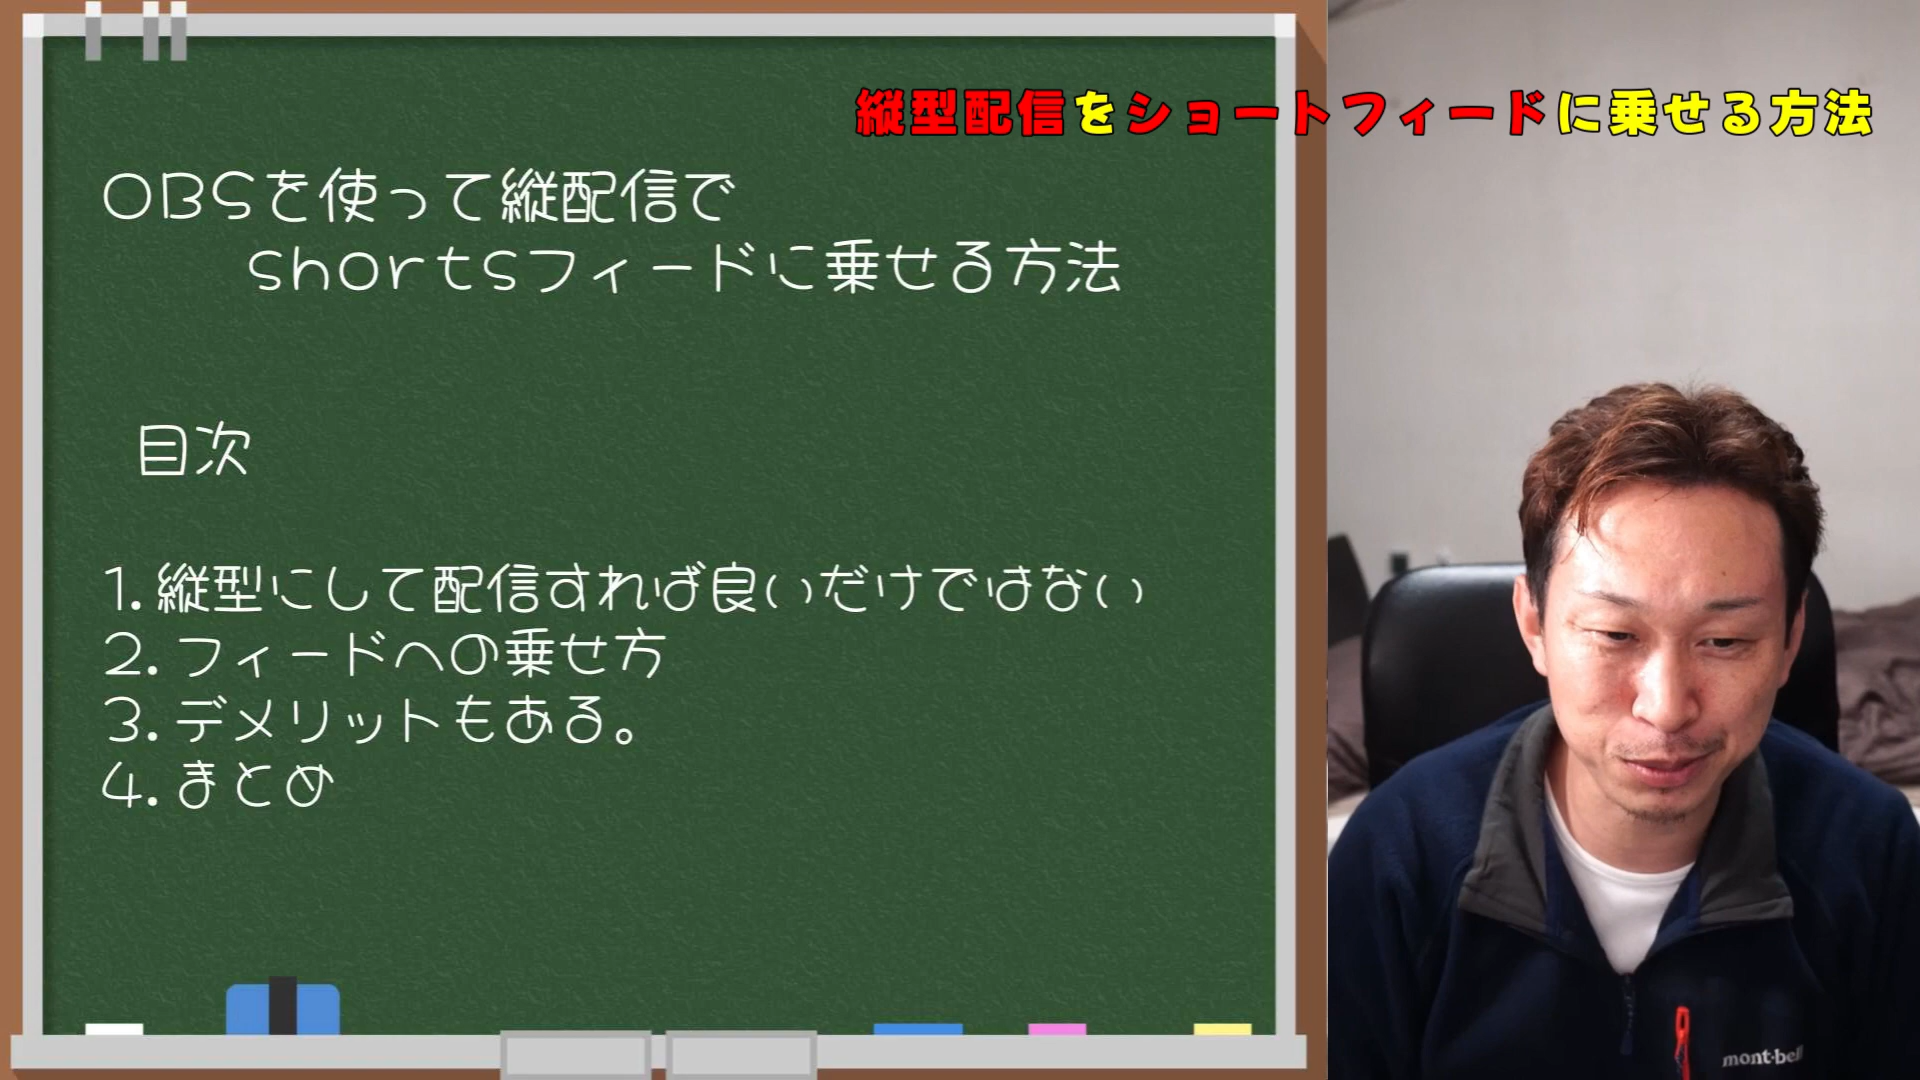 縦型配信をショートフィードに乗せる方法
OBSを使って縦配信で
shortsフィードに乗せる方法
目次
1.縦型にして配信すれば良いだけではない
2.フィードへの乗せ方
3.デメリットもある。
4.まとめ
mont-bell